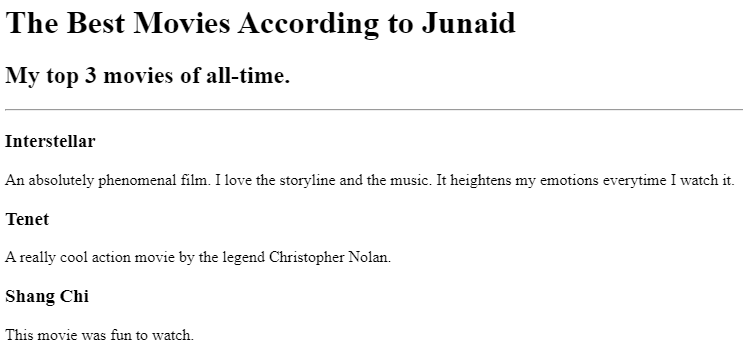 The Best Movies According to Junaid
My top 3 movies of all-time.
Interstellar
An absolutely phenomenal film. I love the storyline and the music. It heightens my emotions everytime I watch it.
Tenet
A really cool action movie by the legend Christopher Nolan.
Shang Chi
This movie was fun to watch.